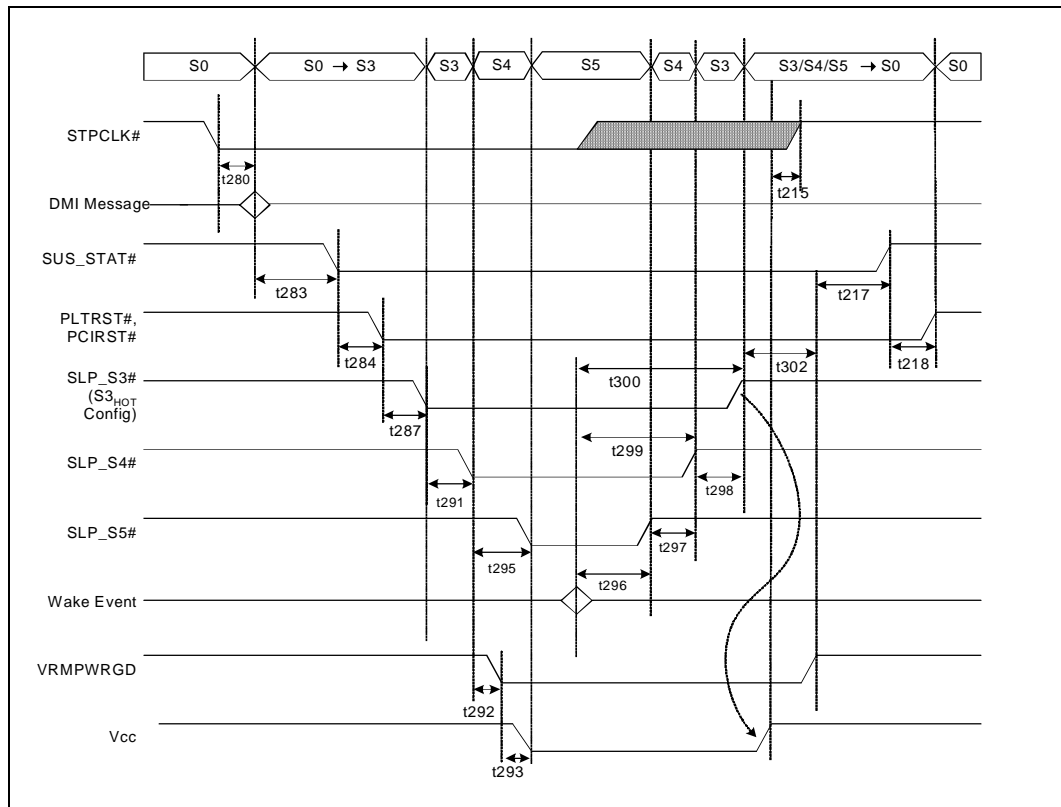 S0 S0 → S3 S3 S4 S5 S4 S3 S3/S4/S5 → S0 S0
STPCLK#
t280
t215
DMI Message
SUS_STAT#
t283
t217
PLTRST#,
PCIRST#
t284
t302
t218
SLP_S3#
(S3HOT
Config)
t300
t287
t299
SLP_S4#
t291
t298
SLP_S5#
t295
t297
t296
Wake Event
VRMPWRGD
t292
Vcc
t293